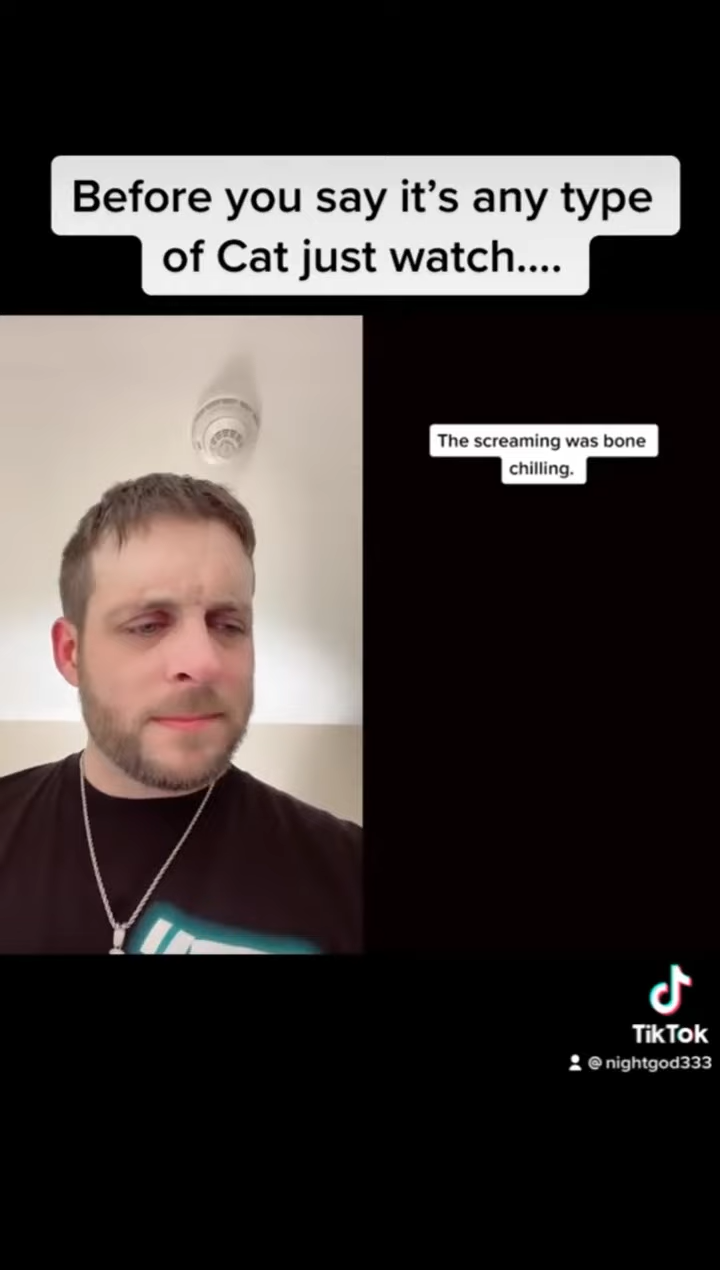 Before you say it’s any type
of Cat just watch....
The screaming was bone
chilling.
TikTok
@nightgod333